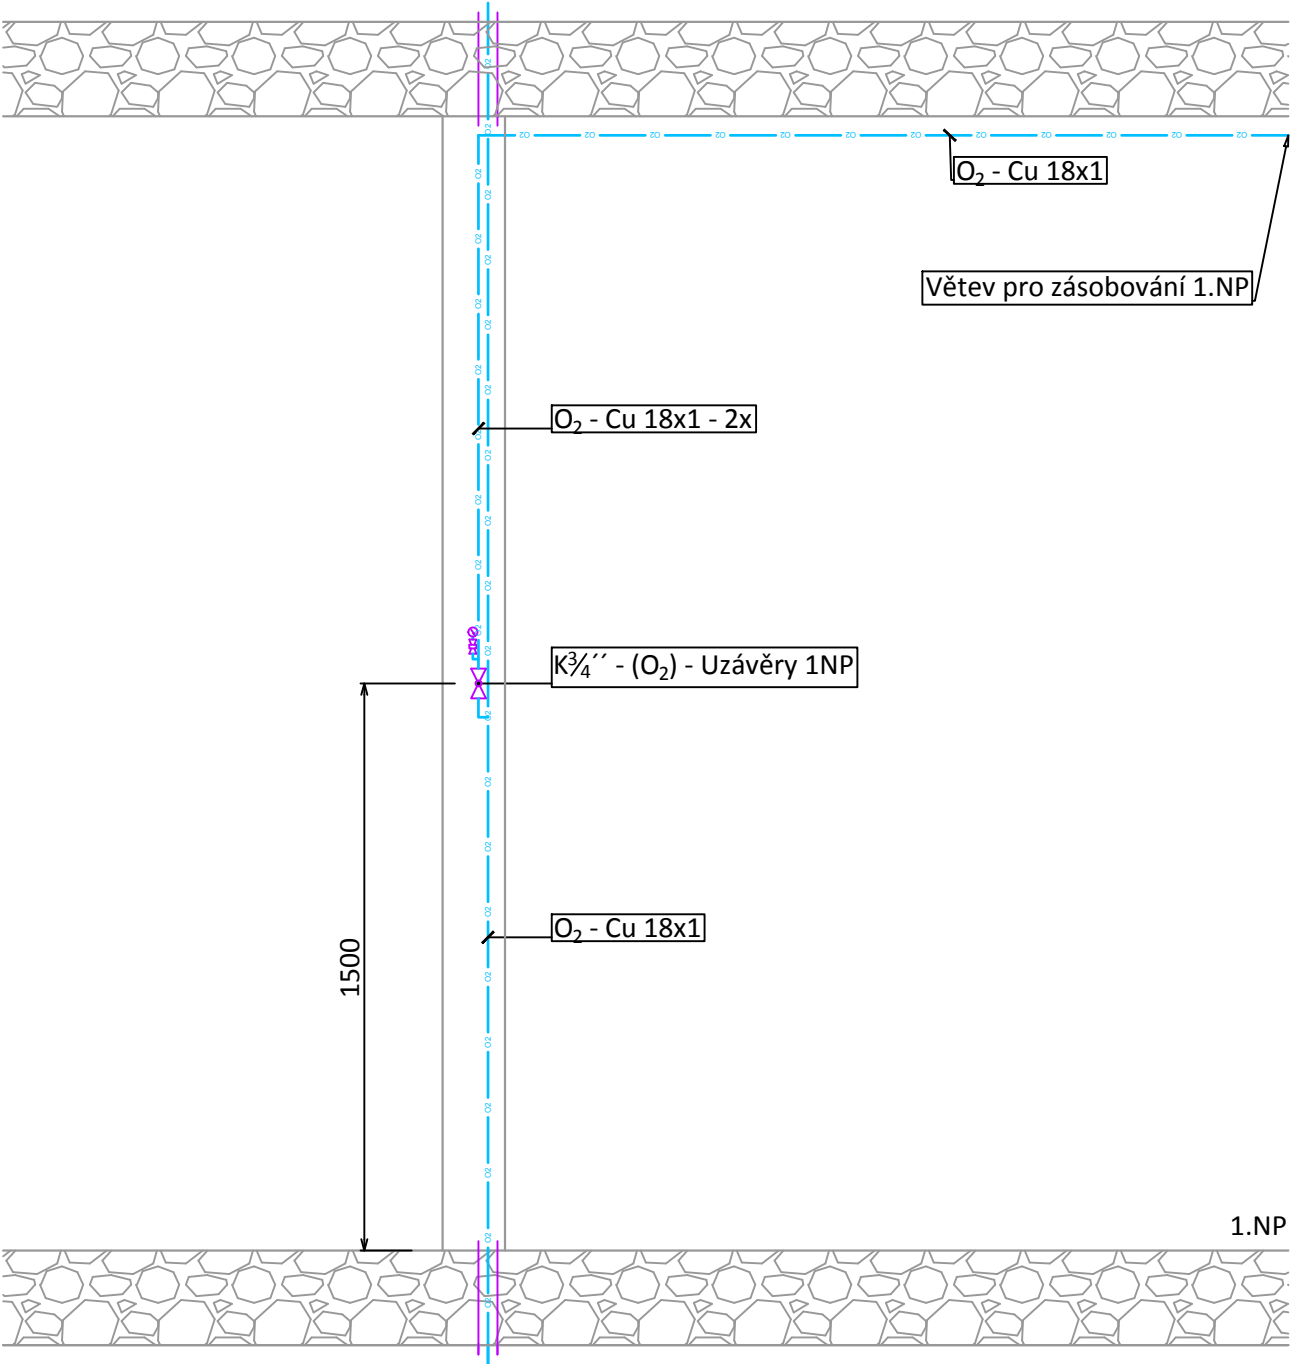 O₂ - Cu 18x1
Větev pro zásobování 1.NP
O₂ - Cu 18x1 - 2x
K¾´´ - (O₂) - Uzávěry 1NP
O₂ - Cu 18x1
1500
1.NP